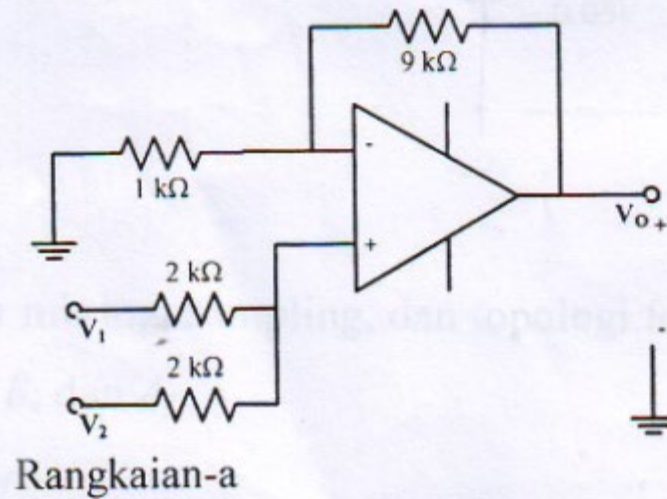 9 kΩ
-
1 kΩ
+
Vo +
2 kΩ
V1
2 kΩ
V2
-
Rangkaian-a